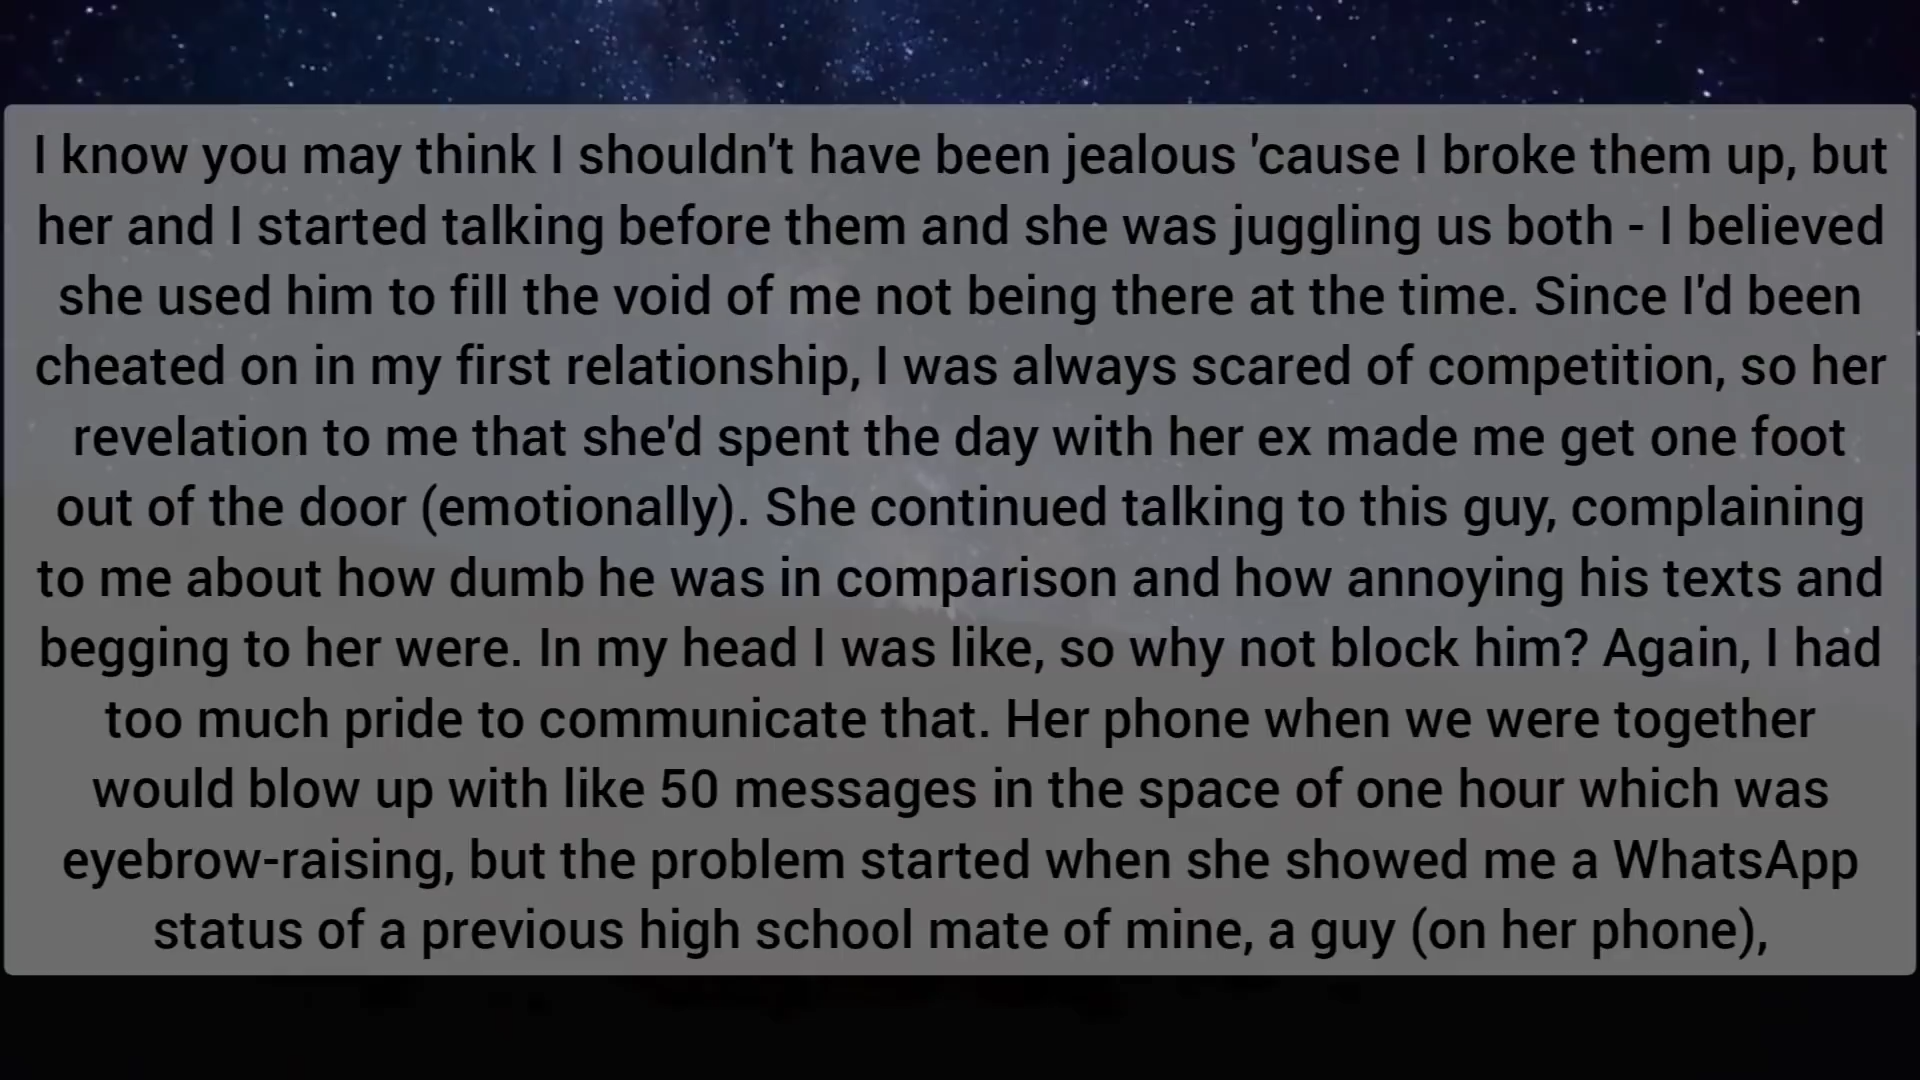 I know you may think I shouldn't have been jealous 'cause I broke them up, but
her and I started talking before them and she was juggling us both - I believed
she used him to fill the void of me not being there at the time. Since I'd been
cheated on in my first relationship, I was always scared of competition, so her
revelation to me that she'd spent the day with her ex made me get one foot
out of the door (emotionally). She continued talking to this guy, complaining
to me about how dumb he was in comparison and how annoying his texts and
begging to her were. In my head I was like, so why not block him? Again, I had
too much pride to communicate that. Her phone when we were together
would blow up with like 50 messages in the space of one hour which was
eyebrow-raising, but the problem started when she showed me a WhatsApp
status of a previous high school mate of mine, a guy (on her phone),